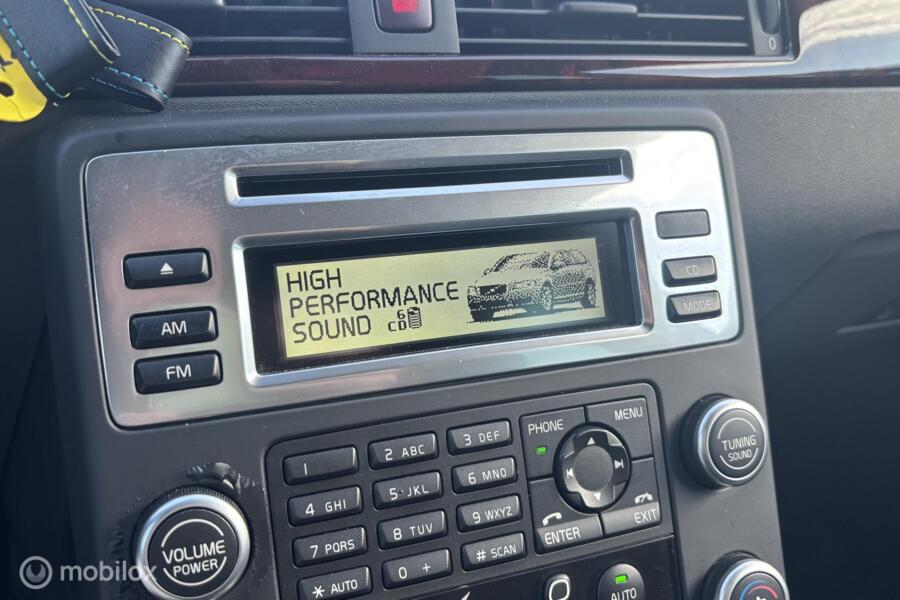 0
HIGH
PERFORMANCE
SOUND 6 CD
AM
FM
CD
MODE
1
2 ABC
3 DEF
4 GHI
5·JKL
6 MNO
7 PQRS
8 TUV
9 WXYZ
* AUTO
0 +
# SCAN
PHONE
MENU
ENTER
EXIT
TUNING
SOUND
VOLUME
POWER
AUTO
mobilox